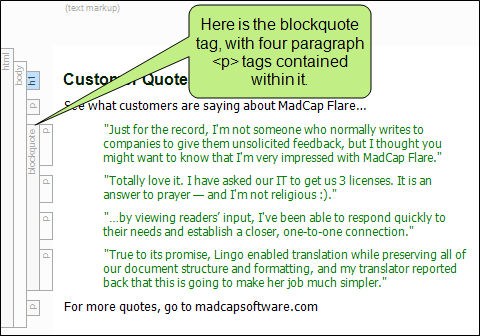 (text markup)
Here is the blockquote
tag, with four paragraph
<p> tags contained
within it.
html
body
h1
Customer Quote
p
See what customers are saying about MadCap Flare...
blockquote
p
"Just for the record, I'm not someone who normally writes to
companies to give them unsolicited feedback, but I thought you
might want to know that I'm very impressed with MadCap Flare."
p
"Totally love it. I have asked our IT to get us 3 licenses. It is an
answer to prayer — and I'm not religious :)."
p
"…by viewing readers' input, I've been able to respond quickly to
their needs and establish a closer, one-to-one connection."
p
"True to its promise, Lingo enabled translation while preserving all of
our document structure and formatting, and my translator reported
back that this is going to make her job much simpler."
p
For more quotes, go to madcapsoftware.com